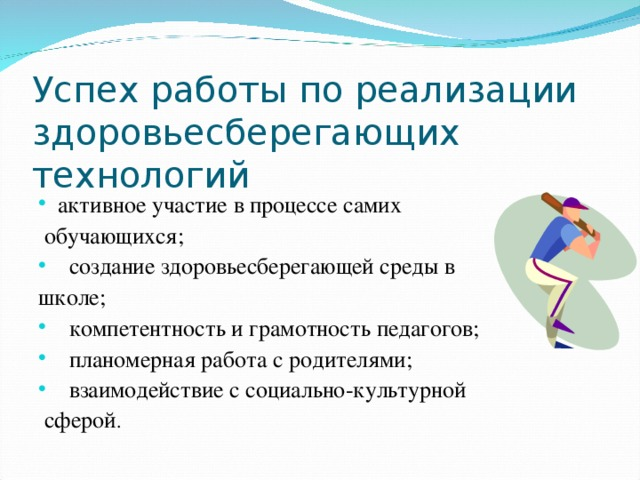 Успех работы по реализации
здоровьесберегающих
технологий
• активное участие в процессе самих
обучающихся;
• создание здоровьесберегающей среды в
школе;
• компетентность и грамотность педагогов;
• планомерная работа с родителями;
• взаимодействие с социально-культурной
сферой.